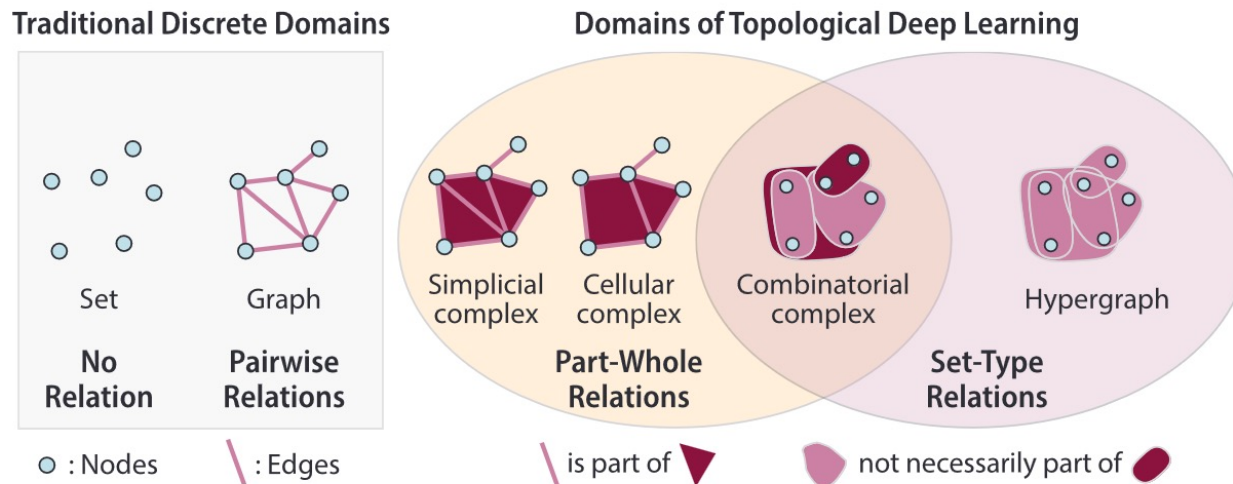 Traditional Discrete Domains
Domains of Topological Deep Learning
Set
Graph
Simplicial
complex
Cellular
complex
Combinatorial
complex
Hypergraph
No
Relation
Pairwise
Relations
Part-Whole
Relations
Set-Type
Relations
: Nodes
: Edges
is part of
not necessarily part of